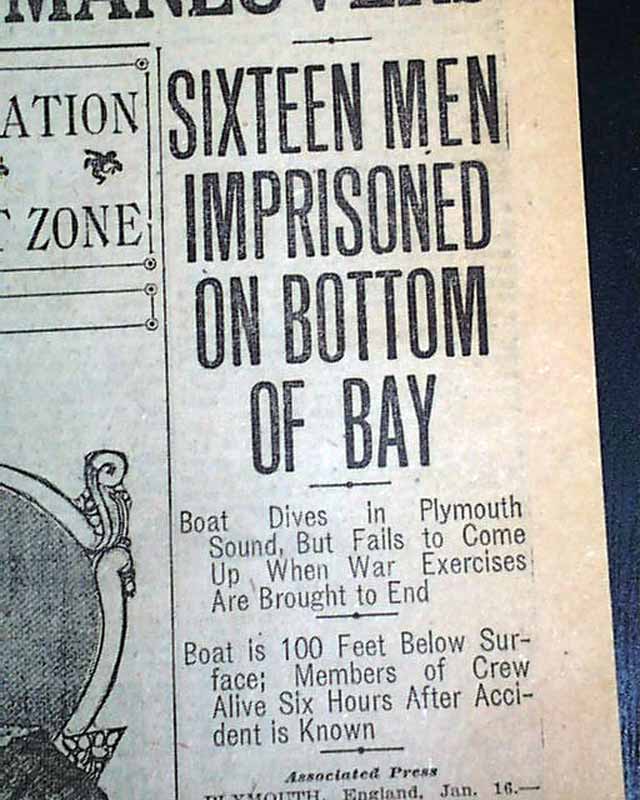 ATION
ZONE
SIXTEEN MEN
IMPRISONED
ON BOTTOM
OF BAY
Boat Dives in Plymouth
Sound, But Fails to Come
Up When War Exercises
Are Brought to End
Boat is 100 Feet Below Sur-
face; Members of Crew
Alive Six Hours After Acci-
dent is Known
Associated Press
PLYMOUTH, England, Jan. 16.—